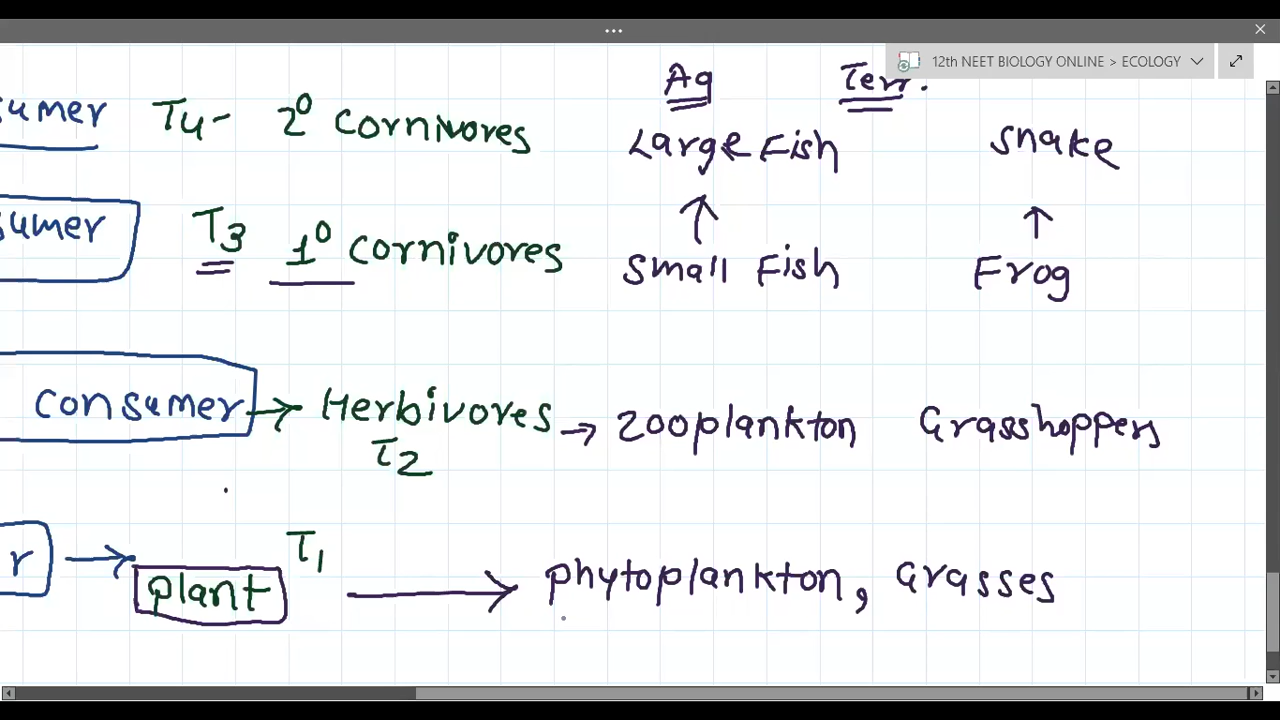 12th NEET BIOLOGY ONLINE > ECOLOGY
Aq Terr.
sumer T4- 2° cornivores Large Fish snake
sumer T3 1° cornivores small Fish Frog
consumer → Herbivores → zooplankton Grasshoppers
T2
T1
r → plant → phytoplankton, Grasses